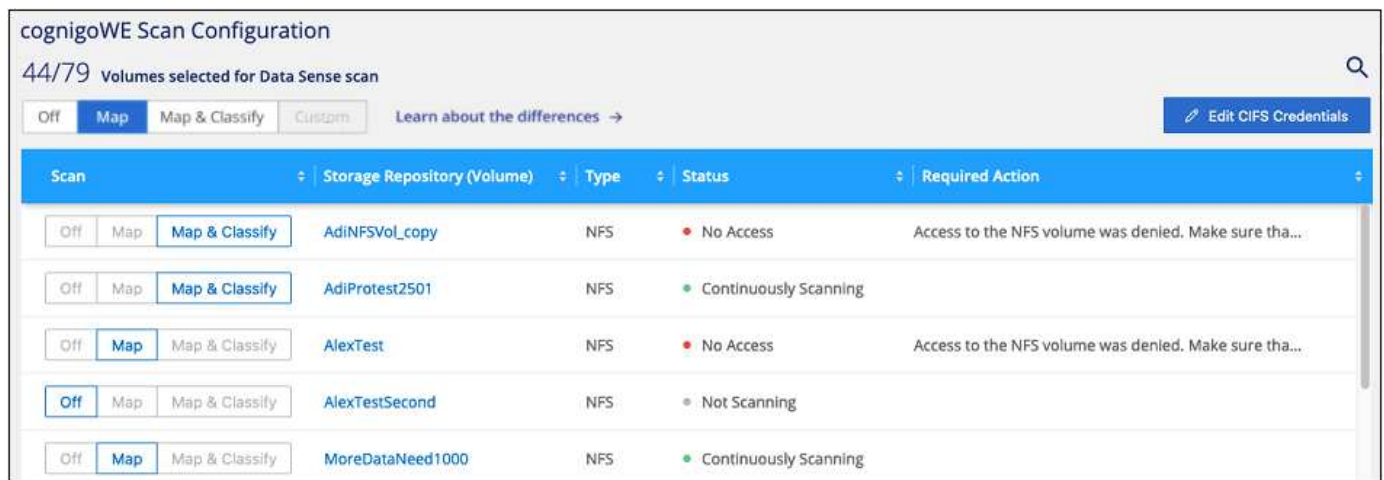 cognigoWE Scan Configuration
44/79 Volumes selected for Data Sense scan
Off Map Map & Classify Custom Learn about the differences → Edit CIFS Credentials
Scan Storage Repository (Volume) Type Status Required Action
Off Map Map & Classify AdiNFSVol_copy NFS No Access Access to the NFS volume was denied. Make sure tha...
Off Map Map & Classify AdiProtest2501 NFS Continuously Scanning
Off Map Map & Classify AlexTest NFS No Access Access to the NFS volume was denied. Make sure tha...
Off Map Map & Classify AlexTestSecond NFS Not Scanning
Off Map Map & Classify MoreDataNeed1000 NFS Continuously Scanning